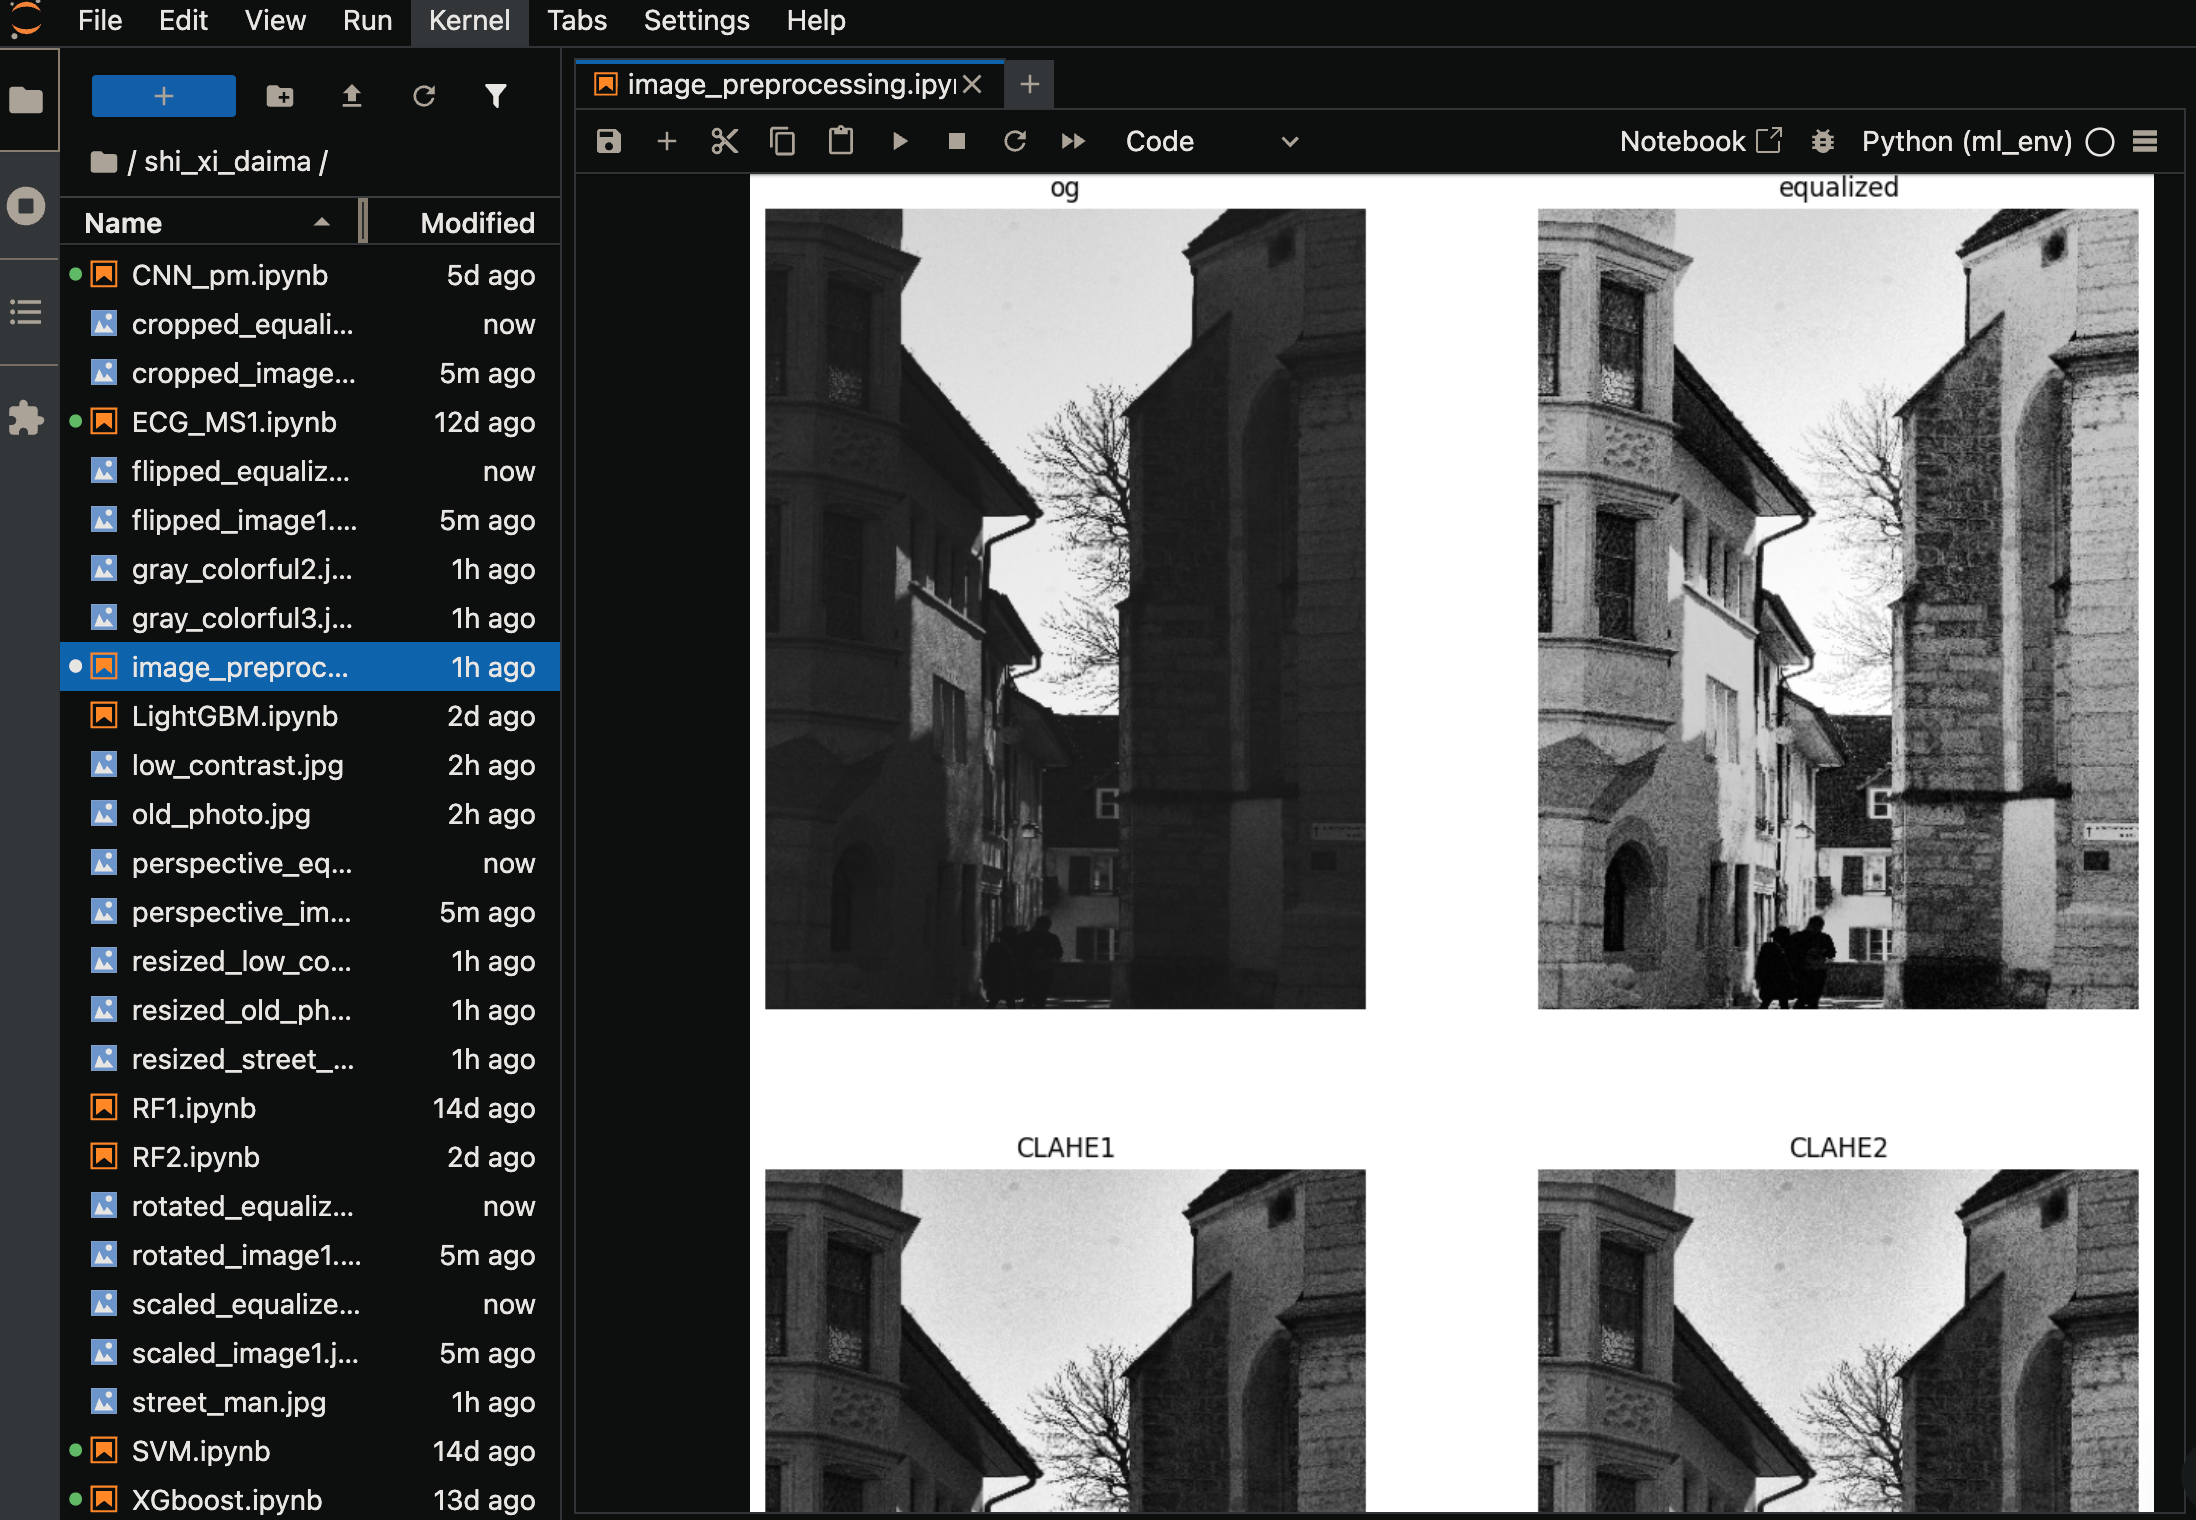 File Edit View Run Kernel Tabs Settings Help
/ shi_xi_daima /
Name Modified
CNN_pm.ipynb 5d ago
cropped_equali... now
cropped_image... 5m ago
ECG_MS1.ipynb 12d ago
flipped_equaliz... now
flipped_image1.... 5m ago
gray_colorful2.j... 1h ago
gray_colorful3.j... 1h ago
image_preproc... 1h ago
LightGBM.ipynb 2d ago
low_contrast.jpg 2h ago
old_photo.jpg 2h ago
perspective_eq... now
perspective_im... 5m ago
resized_low_co... 1h ago
resized_old_ph... 1h ago
resized_street_... 1h ago
RF1.ipynb 14d ago
RF2.ipynb 2d ago
rotated_equaliz... now
rotated_image1.... 5m ago
scaled_equalize... now
scaled_image1.j... 5m ago
street_man.jpg 1h ago
SVM.ipynb 14d ago
XGboost.ipynb 13d ago
image_preprocessing.ipy
Code Notebook Python (ml_env)
og equalized
CLAHE1 CLAHE2